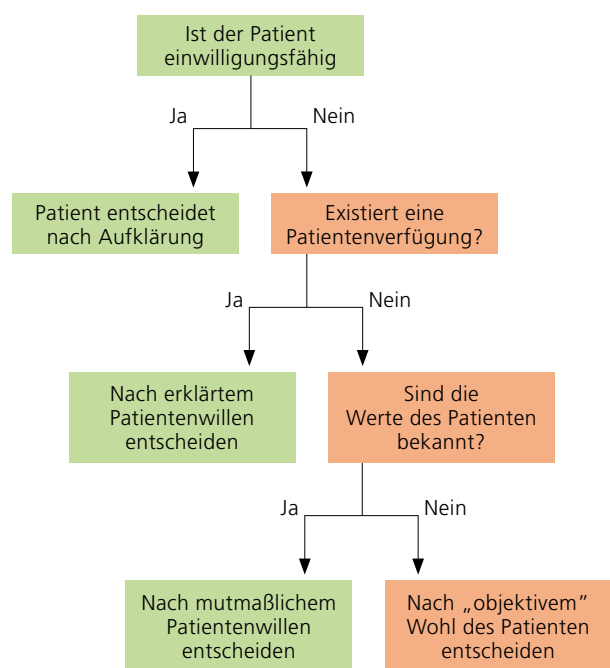 Ist der Patient
einwilligungsfähig
Ja
Nein
Patient entscheidet
nach Aufklärung
Existiert eine
Patientenverfügung?
Ja
Nein
Nach erklärtem
Patientenwillen
entscheiden
Sind die
Werte des Patienten
bekannt?
Ja
Nein
Nach mutmaßlichem
Patientenwillen
entscheiden
Nach „objektivem”
Wohl des Patienten
entscheiden